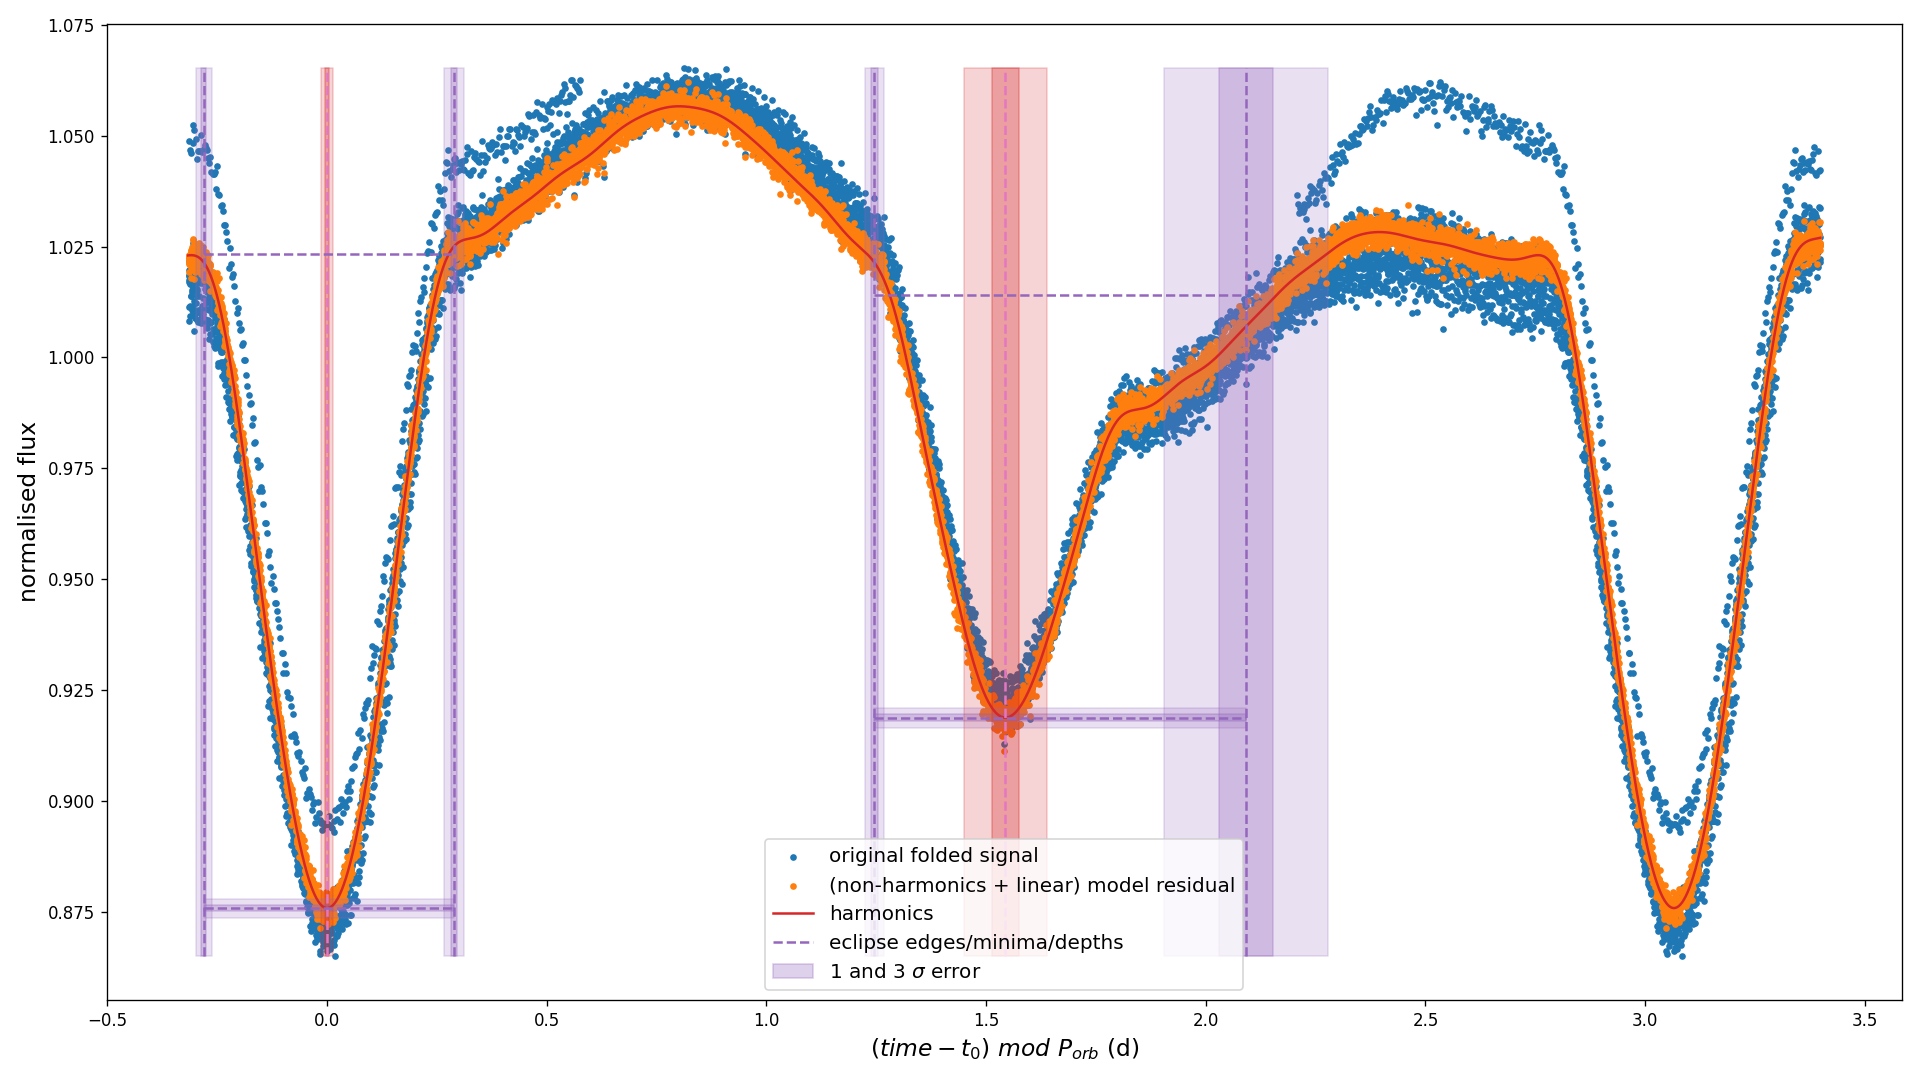 1.075
1.050
1.025
1.000
0.975
0.950
0.925
0.900
0.875
normalised flux
original folded signal
(non-harmonics + linear) model residual
harmonics
eclipse edges/minima/depths
1 and 3 σ error
−0.5 0.0 0.5 1.0 1.5 2.0 2.5 3.0 3.5
(time − t₀) mod Pₒᵣb (d)